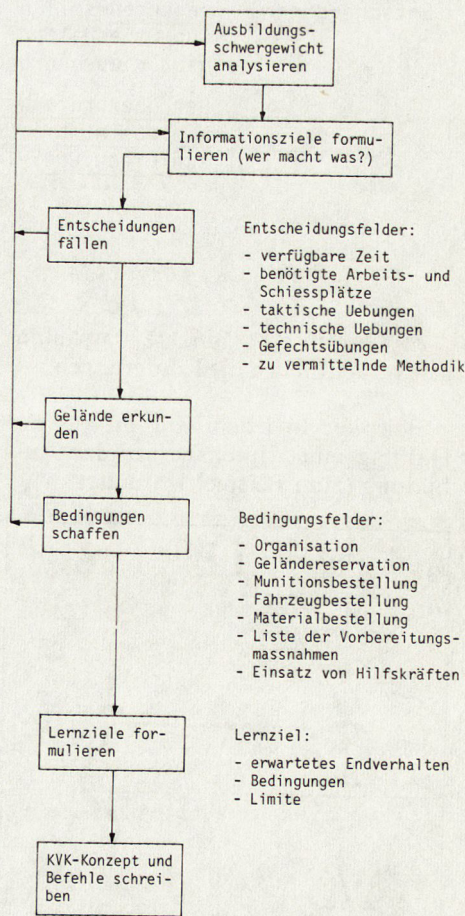 Ausbildungs-
schwergewicht
analysieren
Informationsziele formu-
lieren (wer macht was?)
Entscheidungen
fällen
Entscheidungsfelder:
- verfügbare Zeit
- benötigte Arbeits- und
Schiessplätze
- taktische Uebungen
- technische Uebungen
- Gefechtsübungen
- zu vermittelnde Methodik
Gelände erkun-
den
Bedingungen
schaffen
Bedingungsfelder:
- Organisation
- Geländereservation
- Munitionsbestellung
- Fahrzeugbestellung
- Materialbestellung
- Liste der Vorbereitungs-
massnahmen
- Einsatz von Hilfskräften
Lernziele for-
mulieren
Lernziel:
- erwartetes Endverhalten
- Bedingungen
- Limite
KVK-Konzept und
Befehle schrei-
ben